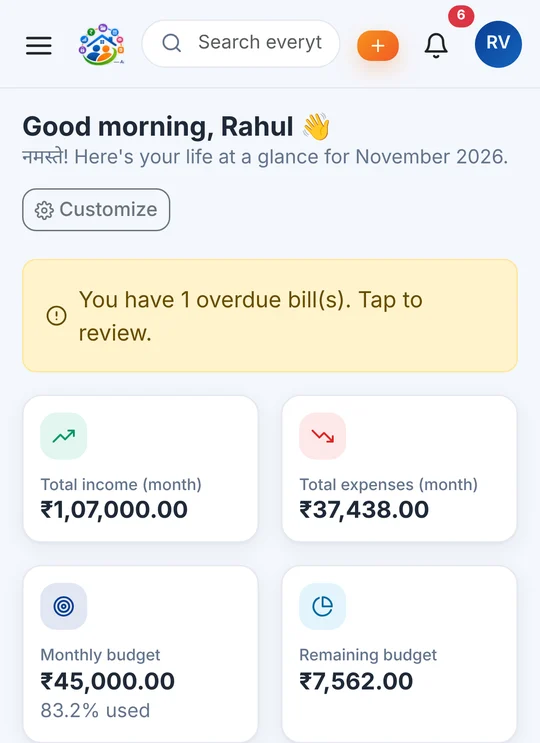 Search everyt
6
RV
Good morning, Rahul 👋
नमस्ते! Here's your life at a glance for November 2026.
Customize
You have 1 overdue bill(s). Tap to
review.
Total income (month)
₹1,07,000.00
Total expenses (month)
₹37,438.00
Monthly budget
₹45,000.00
83.2% used
Remaining budget
₹7,562.00